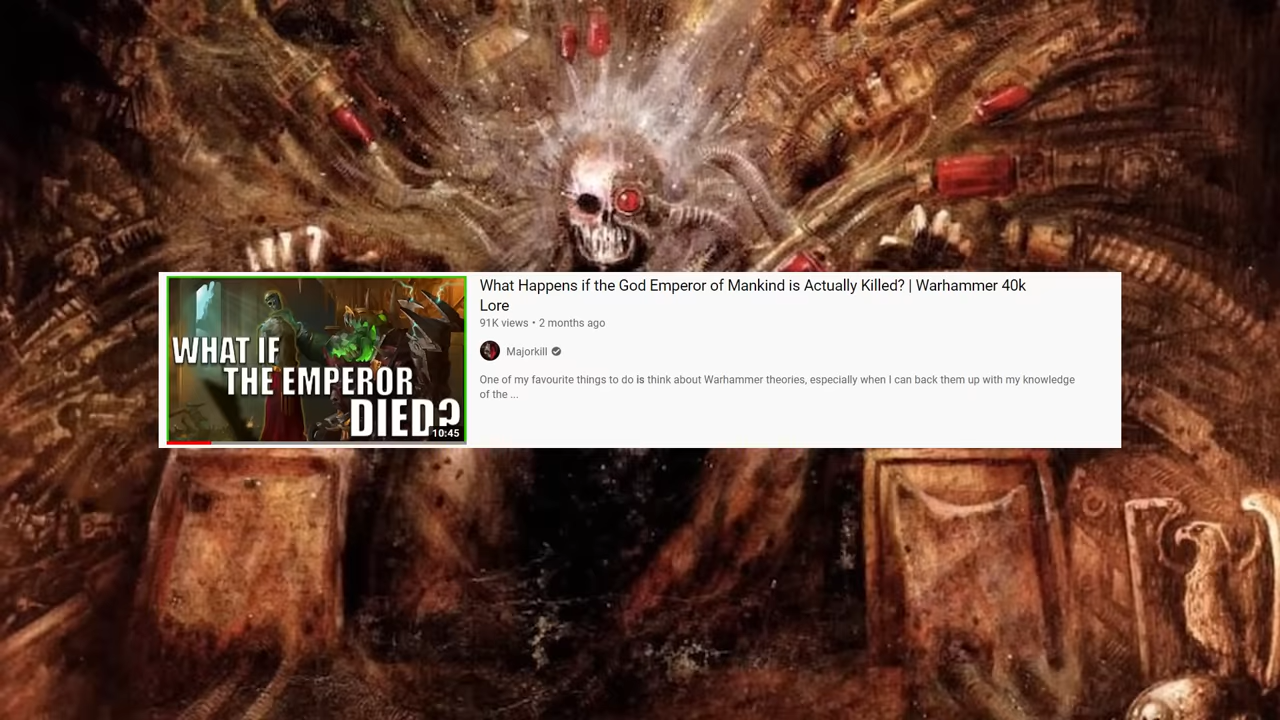 WHAT IF
THE EMPEROR
DIED?
10:45
What Happens if the God Emperor of Mankind is Actually Killed? | Warhammer 40k
Lore
91K views • 2 months ago
Majorkill
One of my favourite things to do is think about Warhammer theories, especially when I can back them up with my knowledge
of the ...